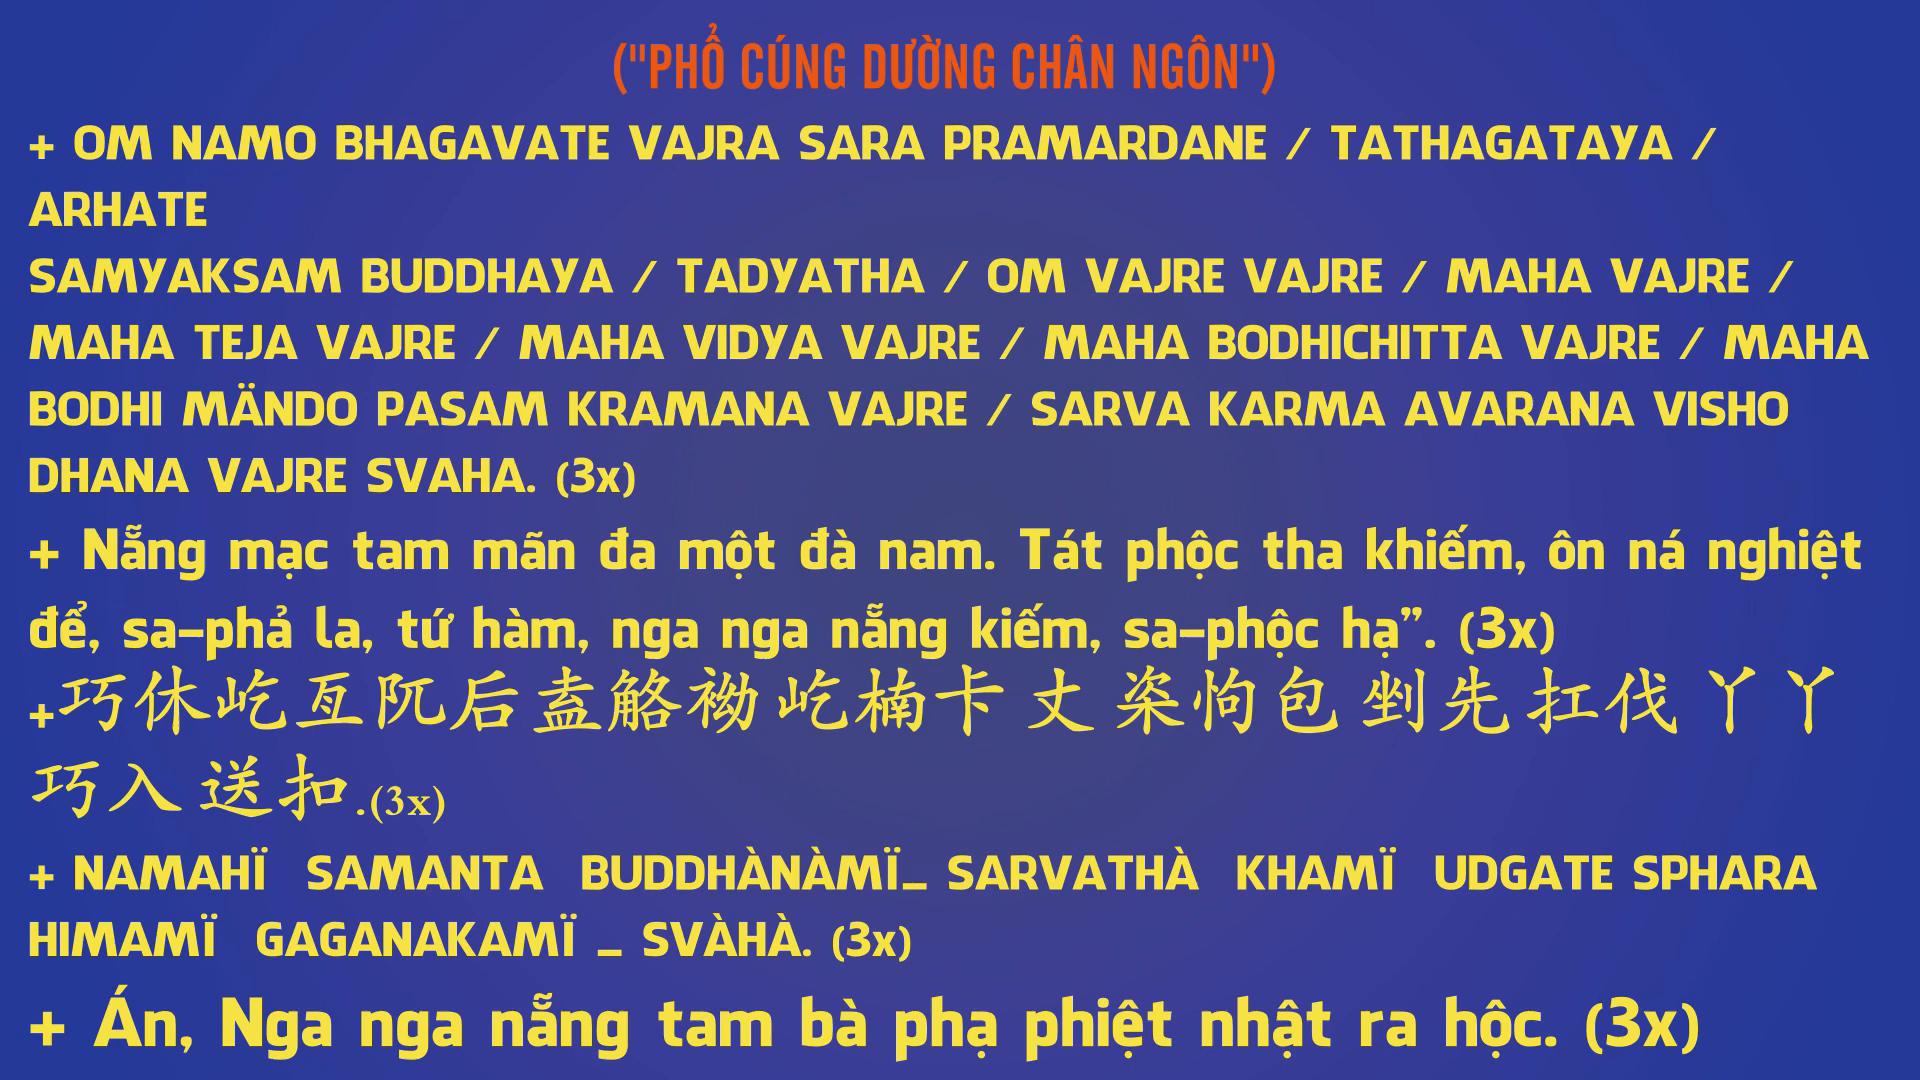 ("PHỔ CÚNG DƯỜNG CHÂN NGÔN")
+ OM NAMO BHAGAVATE VAJRA SARA PRAMARDANE / TATHAGATAYA /
ARHATE
SAMYAKSAM BUDDHAYA / TADYATHA / OM VAJRE VAJRE / MAHA VAJRE /
MAHA TEJA VAJRE / MAHA VIDYA VAJRE / MAHA BODHICHITTA VAJRE / MAHA
BODHI MÄNDO PASAM KRAMANA VAJRE / SARVA KARMA AVARANA VISHO
DHANA VAJRE SVAHA. (3x)
+ Nẵng mạc tam mãn đa một đà nam. Tát phộc tha khiếm, ôn ná nghiệt
để, sa-phả la, tứ hàm, nga nga nẵng kiếm, sa-phộc hạ”. (3x)
+巧休屹亙阢后盍觡袎屹楠卡 丈 桼怐包 剉先扛伐 丫丫
巧入 送扣.(3x)
+ NAMAHÏ SAMANTA BUDDHÀNÀMÏ_ SARVATHÀ KHAMÏ UDGATE SPHARA
HIMAMÏ GAGANAKAMÏ _ SVÀHÀ. (3x)
+ Án, Nga nga nẵng tam bà phạ phiệt nhật ra hộc. (3x)